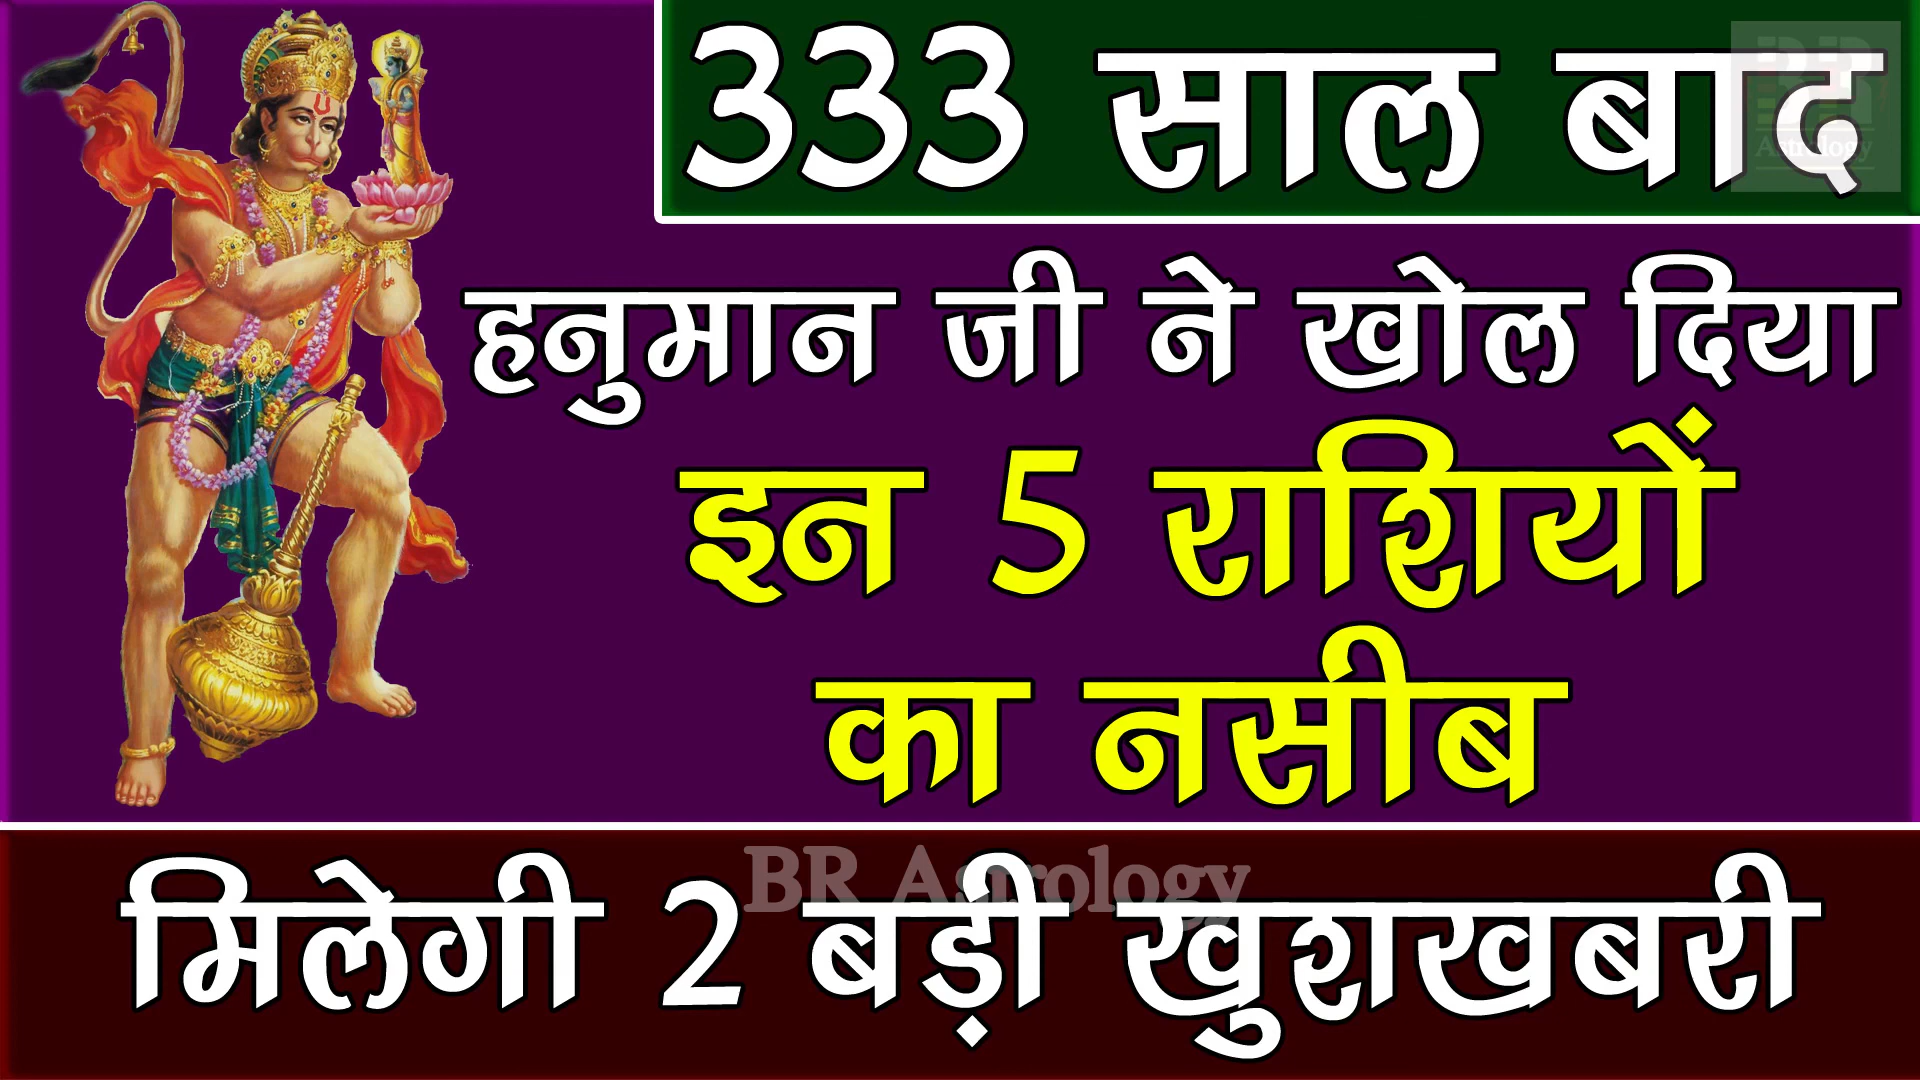 333 साल बाद
हनुमान जी ने खोल दिया
इन 5 राशियों
का नसीब
BR Astrology
मिलेगी 2 बड़ी खुशखबरी